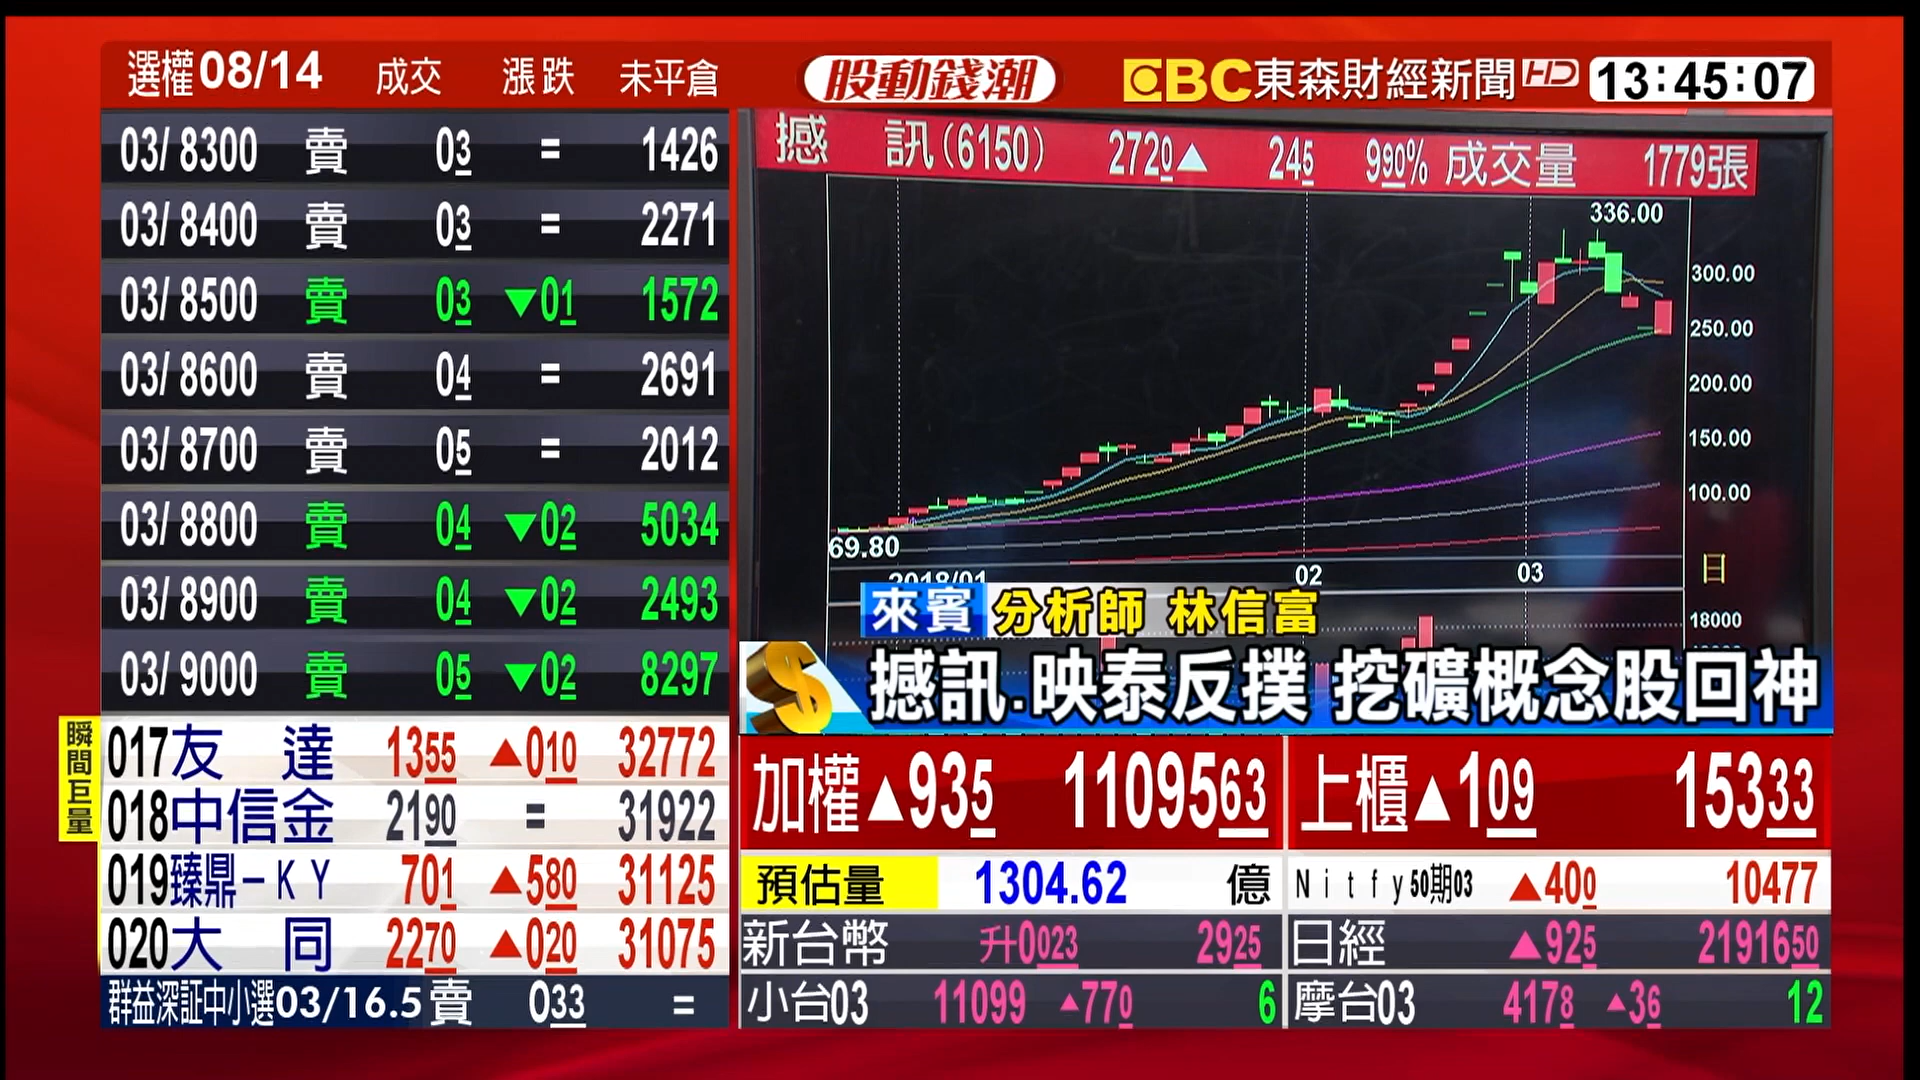 選權08/14 成交 漲跌 未平倉
股動錢潮
EBC東森財經新聞HD 13:45:07
03/ 8300 賣 03 = 1426
03/ 8400 賣 03 = 2271
03/ 8500 賣 03 ▼01 1572
03/ 8600 賣 04 = 2691
03/ 8700 賣 05 = 2012
03/ 8800 賣 04 ▼02 5034
03/ 8900 賣 04 ▼02 2493
03/ 9000 賣 05 ▼02 8297
瞬間巨量
017友達 1355 ▲010 32772
018中信金 2190 = 31922
019臻鼎-KY 701 ▲580 31125
020大同 2270 ▲020 31075
群益深証中小選03/16.5賣 033 =
撼訊(6150) 2720▲ 245 990% 成交量 1779張
336.00
300.00
250.00
200.00
150.00
100.00
69.80
2018/01 02 03 日
18000
來賓 分析師 林信富
撼訊.映泰反撲 挖礦概念股回神
加權▲935 1109563 上櫃▲109 15333
預估量 1304.62 億 Nitfy50期03 ▲400 10477
新台幣 升0023 2925 日經 ▲925 2191650
小台03 11099 ▲770 6 摩台03 4178 ▲36 12